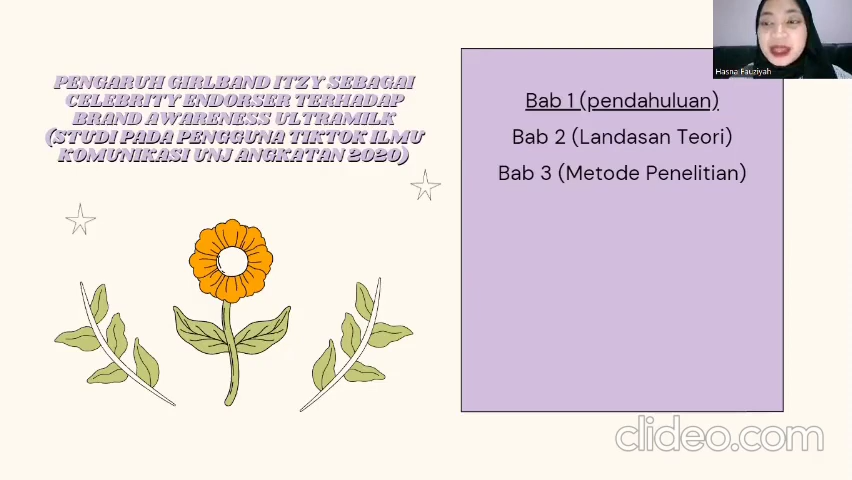 PENGARUH GIRLBAND ITZY SEBAGAI
CELEBRITY ENDORSER TERHADAP
BRAND AWARENESS ULTRAMILK
(STUDI PADA PENGGUNA TIKTOK ILMU
KOMUNIKASI UNJ ANGKATAN 2020)
Hasna Fauziyah
Bab 1 (pendahuluan)
Bab 2 (Landasan Teori)
Bab 3 (Metode Penelitian)
clideo.com